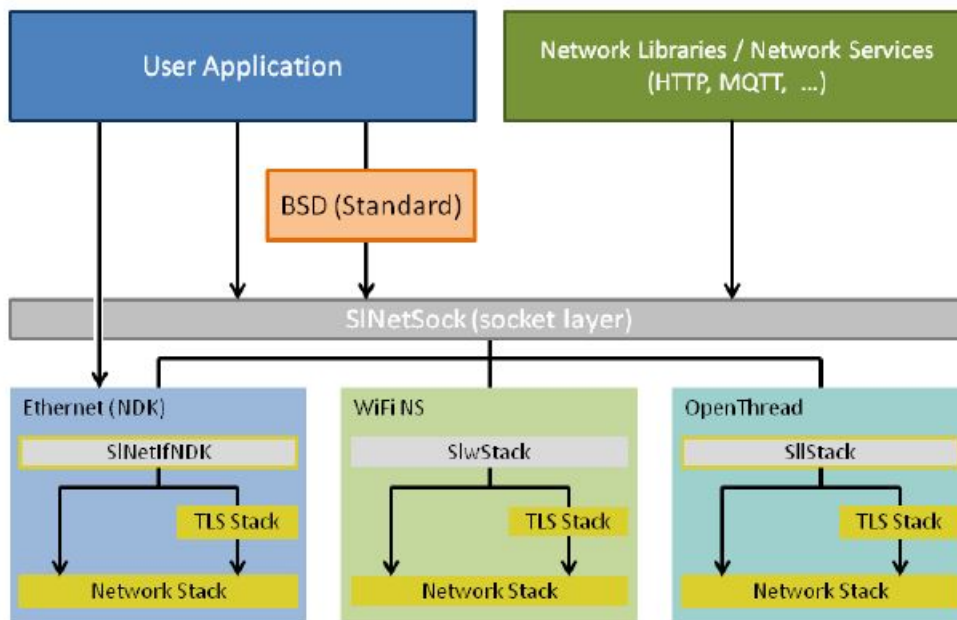 User Application
Network Libraries / Network Services
(HTTP, MQTT, ...)
BSD (Standard)
SlNetSock (socket layer)
Ethernet (NDK)
SlNetIfNDK
TLS Stack
Network Stack
WiFi NS
SlwStack
TLS Stack
Network Stack
OpenThread
SllStack
TLS Stack
Network Stack